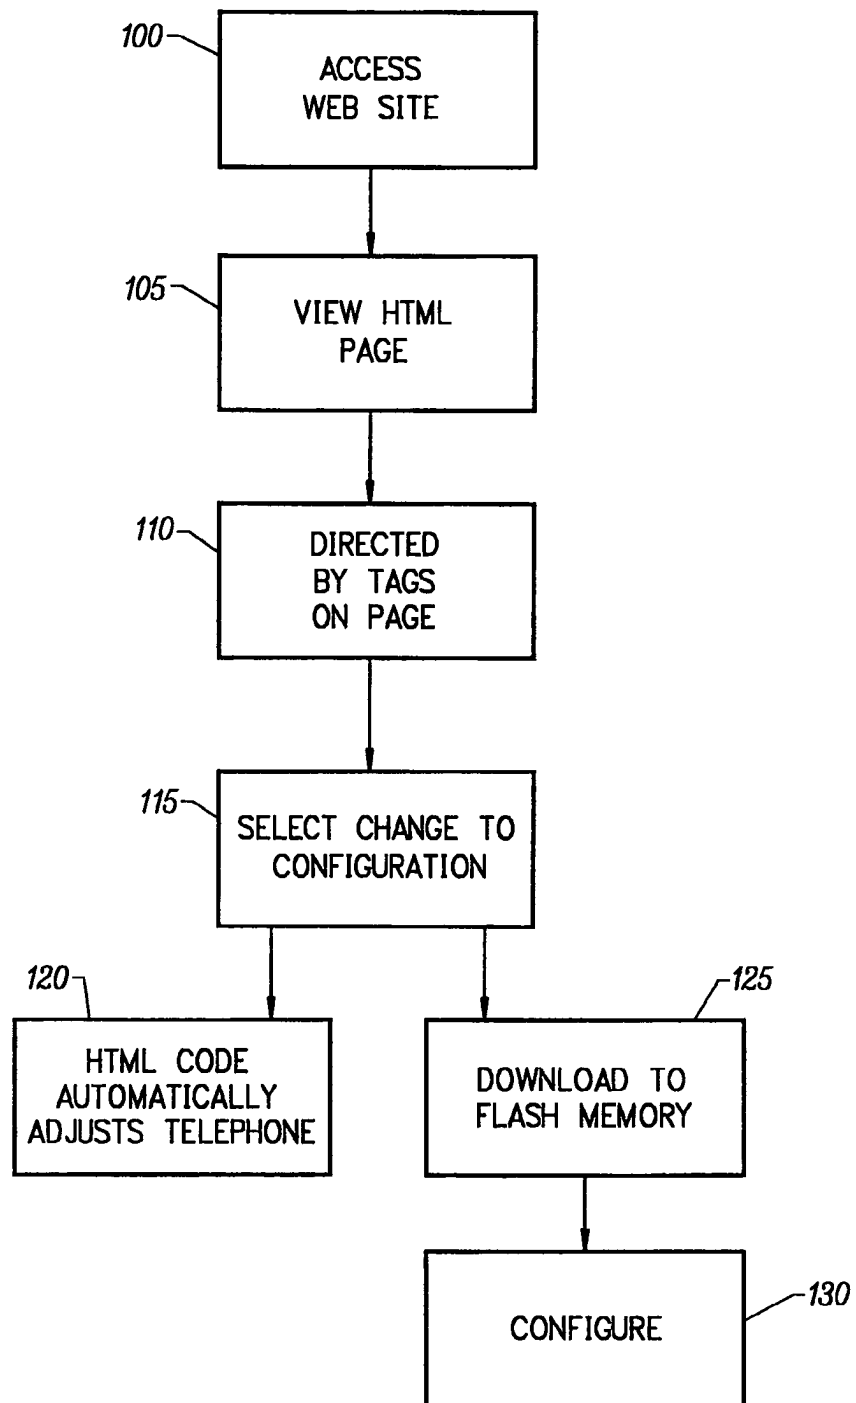 100
ACCESS
WEB SITE
105
VIEW HTML
PAGE
110
DIRECTED
BY TAGS
ON PAGE
115
SELECT CHANGE TO
CONFIGURATION
120
HTML CODE
AUTOMATICALLY
ADJUSTS TELEPHONE
125
DOWNLOAD TO
FLASH MEMORY
130
CONFIGURE